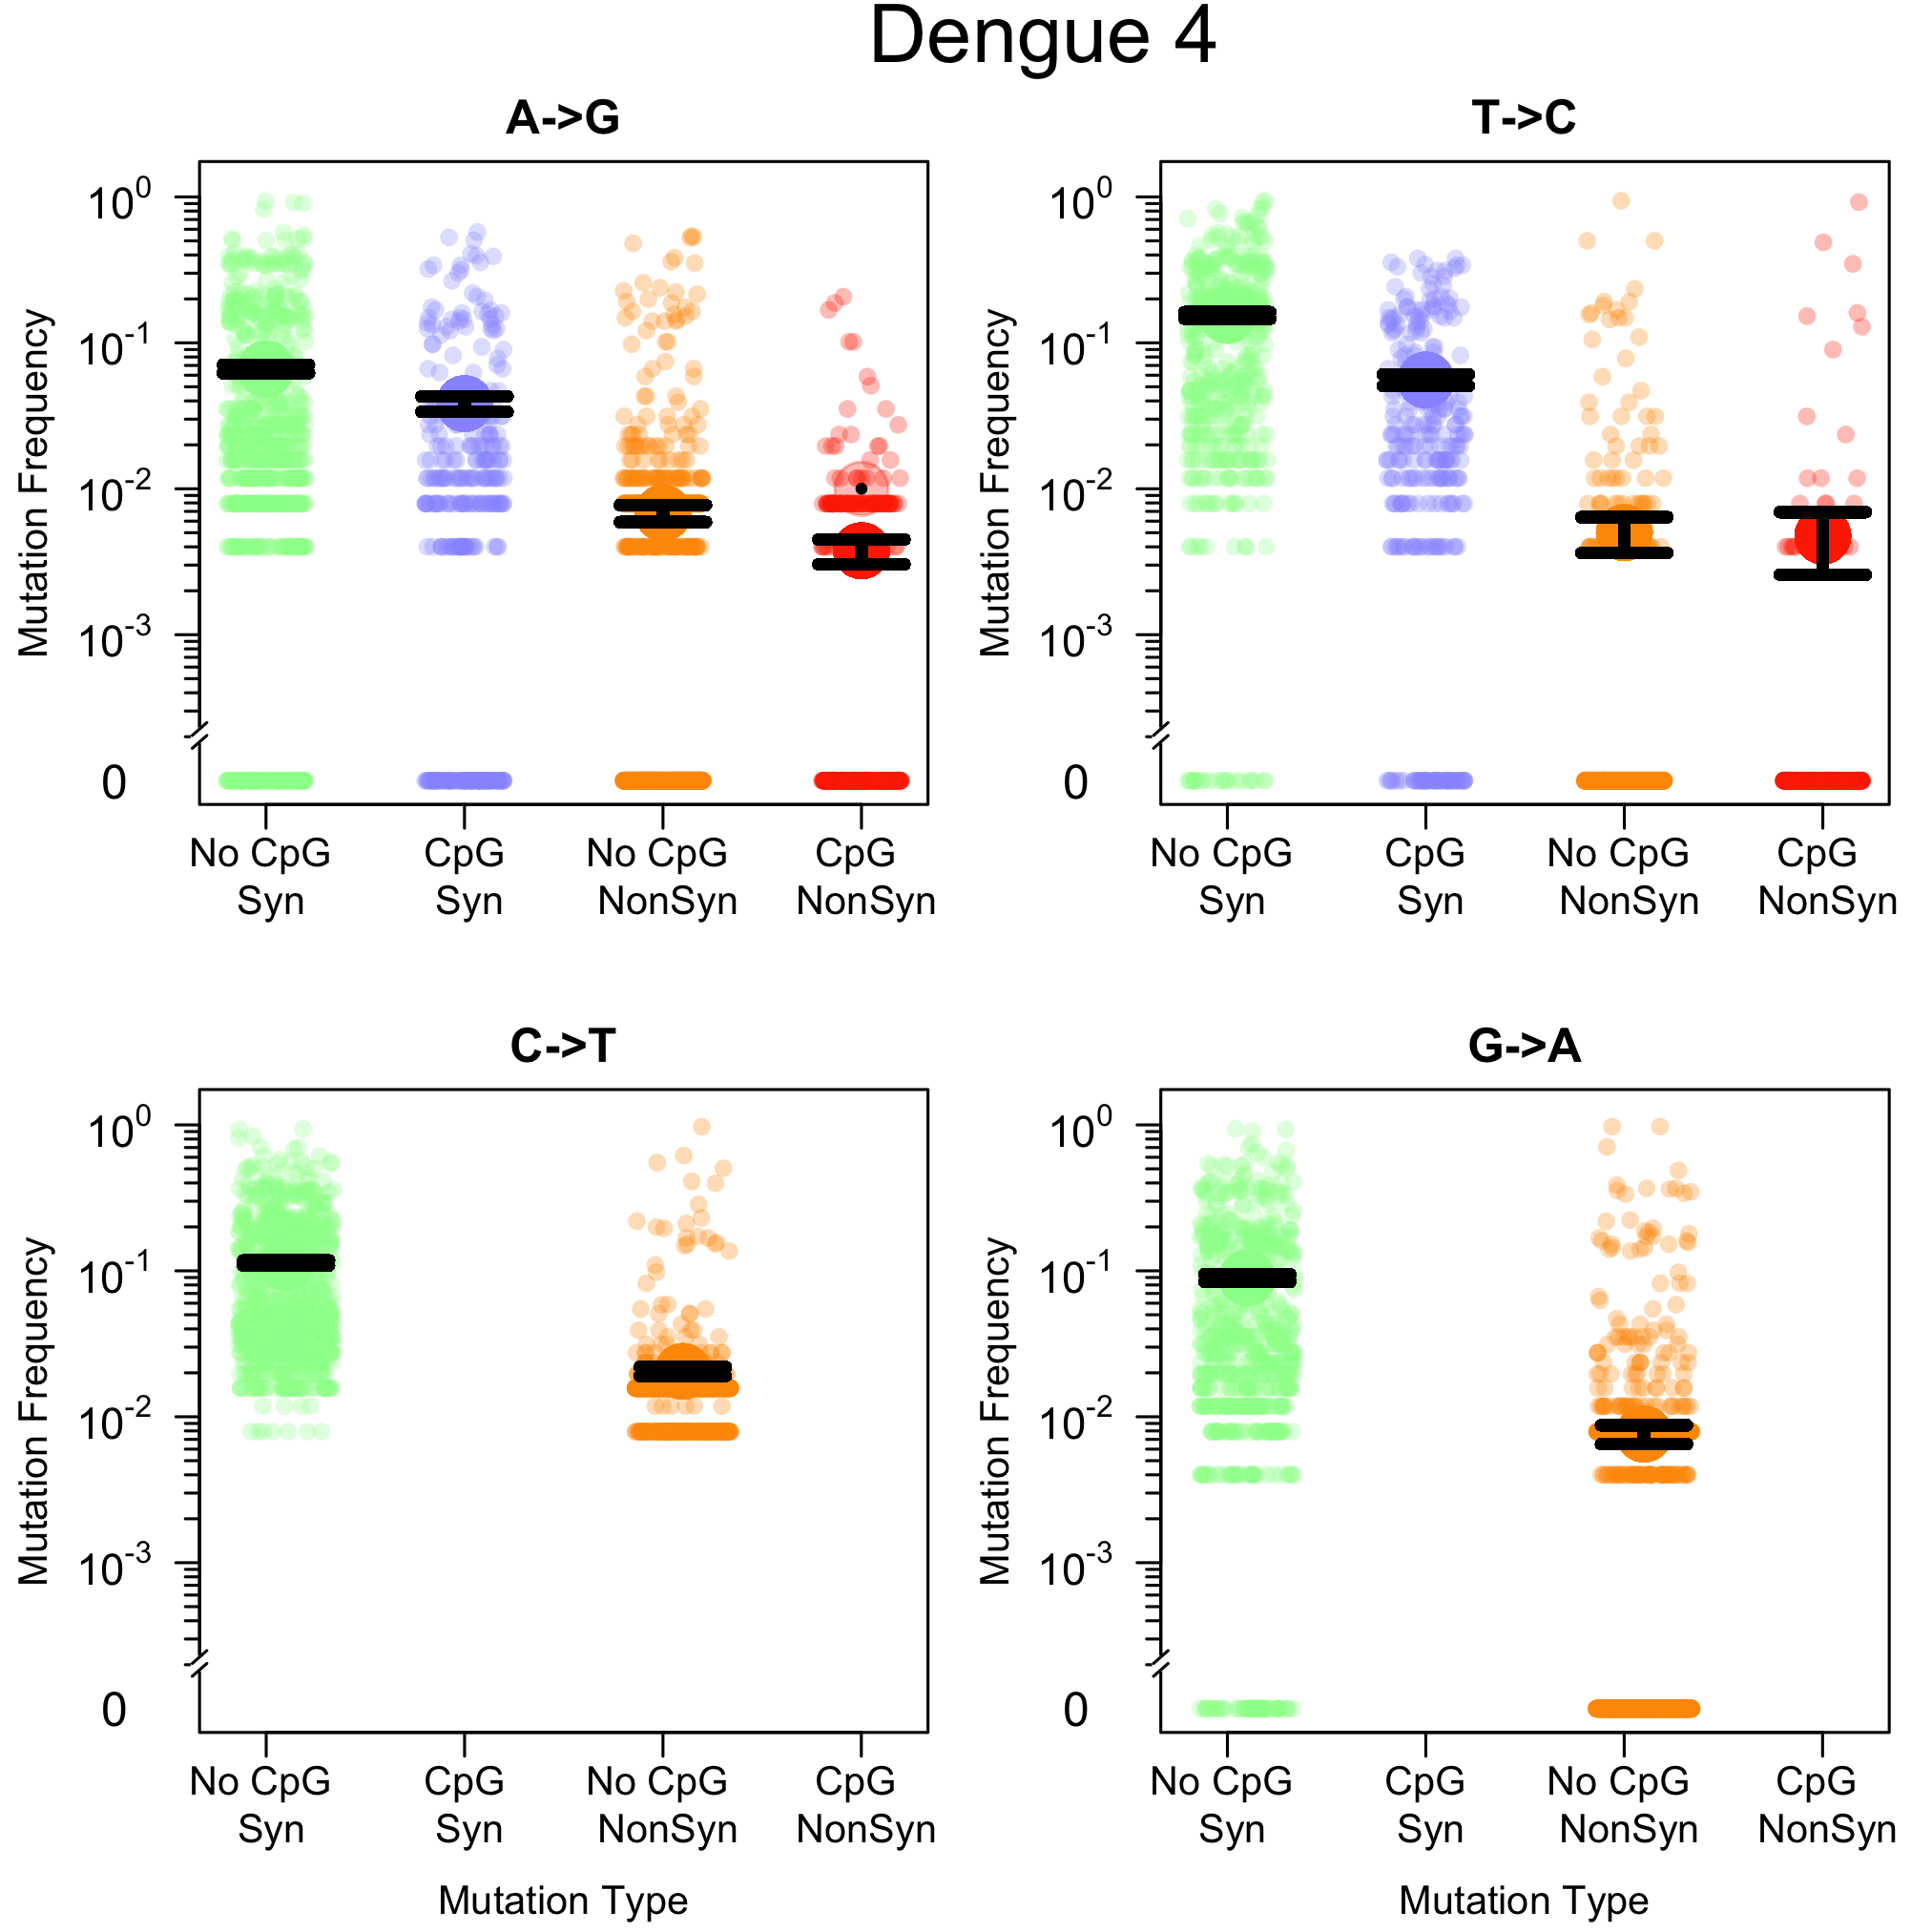 Dengue 4
A->G
Mutation Frequency
10^0
10^-1
10^-2
10^-3
0
No CpG CpG No CpG CpG
Syn Syn NonSyn NonSyn
T->C
Mutation Frequency
10^0
10^-1
10^-2
10^-3
0
No CpG CpG No CpG CpG
Syn Syn NonSyn NonSyn
C->T
Mutation Frequency
10^0
10^-1
10^-2
10^-3
0
No CpG CpG No CpG CpG
Syn Syn NonSyn NonSyn
Mutation Type
G->A
Mutation Frequency
10^0
10^-1
10^-2
10^-3
0
No CpG CpG No CpG CpG
Syn Syn NonSyn NonSyn
Mutation Type